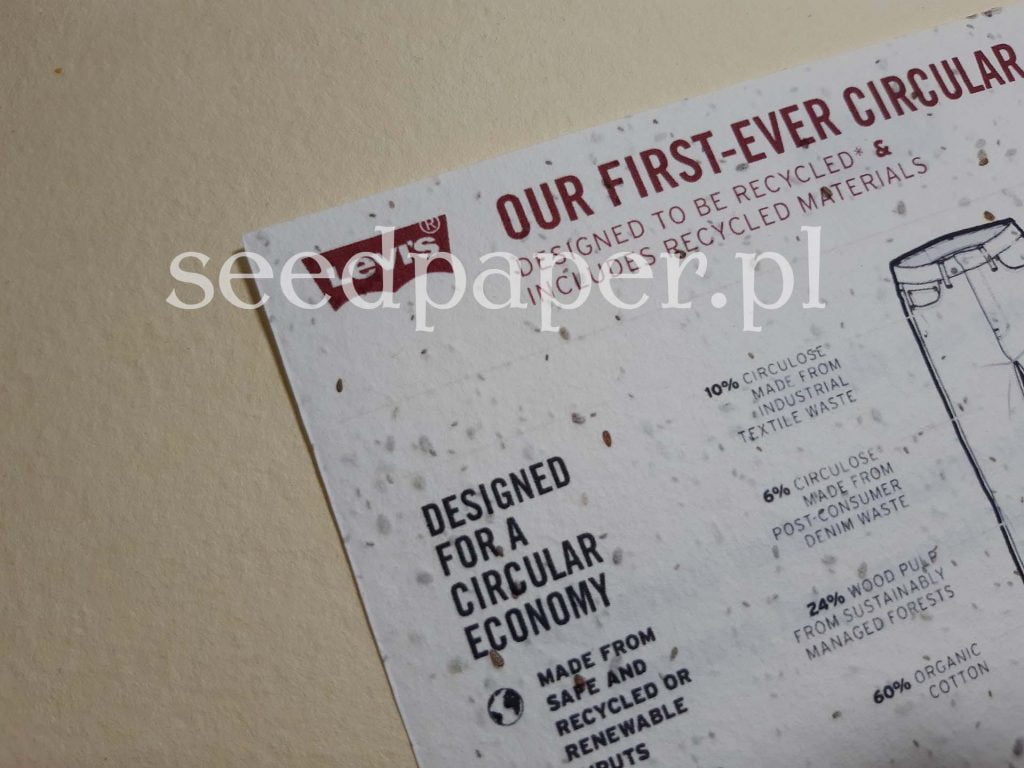 OUR FIRST-EVER CIRCULAR
DESIGNED TO BE RECYCLED* &
INCLUDES RECYCLED MATERIALS
Levi's®
seedpaper.pl
10% CIRCULOSE®
MADE FROM
INDUSTRIAL
TEXTILE WASTE
6% CIRCULOSE®
MADE FROM
POST-CONSUMER
DENIM WASTE
24% WOOD PULP
FROM SUSTAINABLY
MANAGED FORESTS
60% ORGANIC
COTTON
DESIGNED
FOR A
CIRCULAR
ECONOMY
MADE FROM
SAFE AND
RECYCLED OR
RENEWABLE